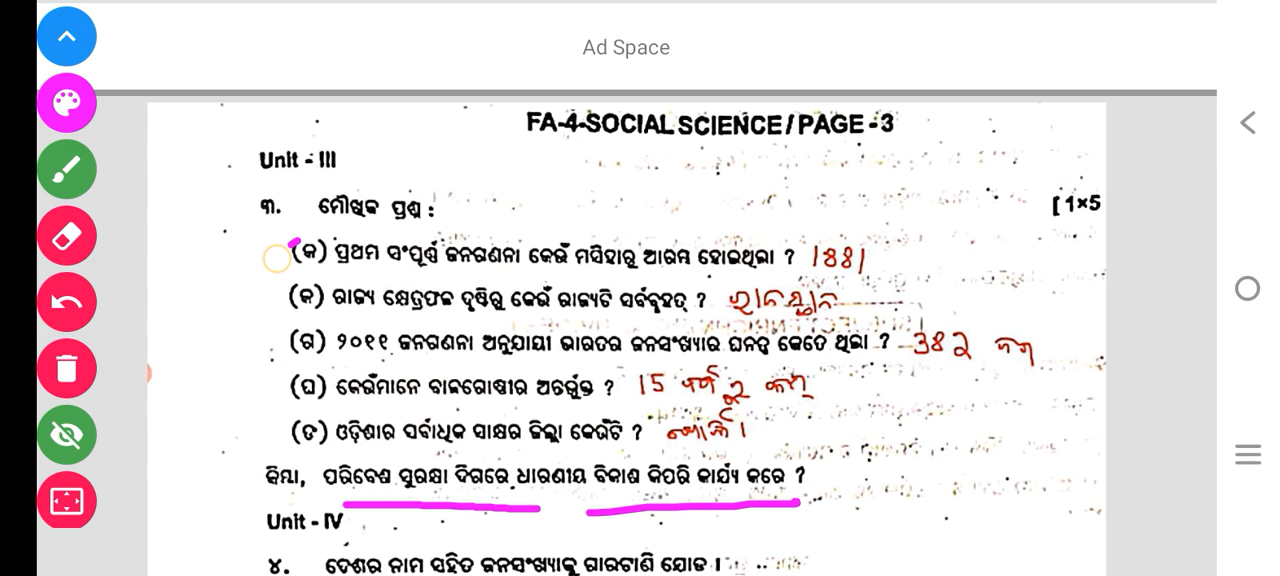 Ad Space
FA-4-SOCIAL SCIENCE / PAGE - 3
Unit - III
୩. ମୌଖିକ ପ୍ରଶ୍ନ : [ 1×5
(କ) ପ୍ରଥମ ସଂପୂର୍ଣ୍ଣ ଜନଗଣନା କେଉଁ ମସିହାରୁ ଆରମ୍ଭ ହୋଇଥିଲା ? 1881
(କ) ରାଜ୍ୟ କ୍ଷେତ୍ରଫଳ ଦୃଷ୍ଟିରୁ କେଉଁ ରାଜ୍ୟଟି ସର୍ବବୃହତ୍ ? ରାଜସ୍ଥାନ
(ଗ) ୨୦୧୧ ଜନଗଣନା ଅନୁଯାୟୀ ଭାରତର ଜନସଂଖ୍ୟାର ଘନତ୍ୱ କେତେ ଥିଲା ? 382 ଜଣ
(ଘ) କେଉଁମାନେ ବାଳଗୋଷ୍ଠୀର ଅନ୍ତର୍ଭୁକ୍ତ ? 15 ବର୍ଷରୁ କମ୍
(ଙ) ଓଡ଼ିଶାର ସର୍ବାଧିକ ସାକ୍ଷର ଜିଲ୍ଲା କେଉଁଟି ? ଖୋର୍ଦ୍ଧା ।
କିମ୍ବା, ପରିବେଶ ସୁରକ୍ଷା ଦିଗରେ ଧାରଣୀୟ ବିକାଶ କିପରି କାର୍ଯ୍ୟ କରେ ?
Unit - IV
୪. ଦେଶର ନାମ ସହିତ ଜନସଂଖ୍ୟାକୁ ଗାରଟାଣି ଯୋଡ ।